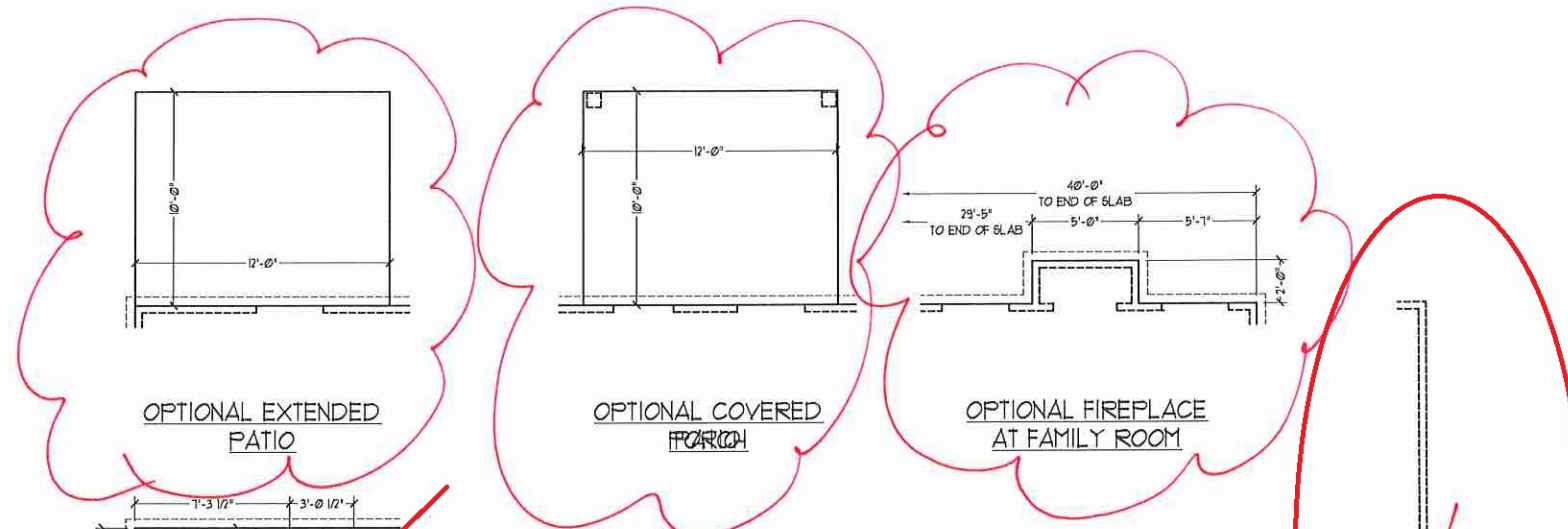 10'-0"
12'-0"
OPTIONAL EXTENDED
PATIO
12'-0"
10'-0"
OPTIONAL COVERED
40'-0"
TO END OF SLAB
29'-5"
TO END OF SLAB
5'-0"
5'-7"
2'-0"
OPTIONAL FIREPLACE
AT FAMILY ROOM
7'-3 1/2"
3'-0 1/2"